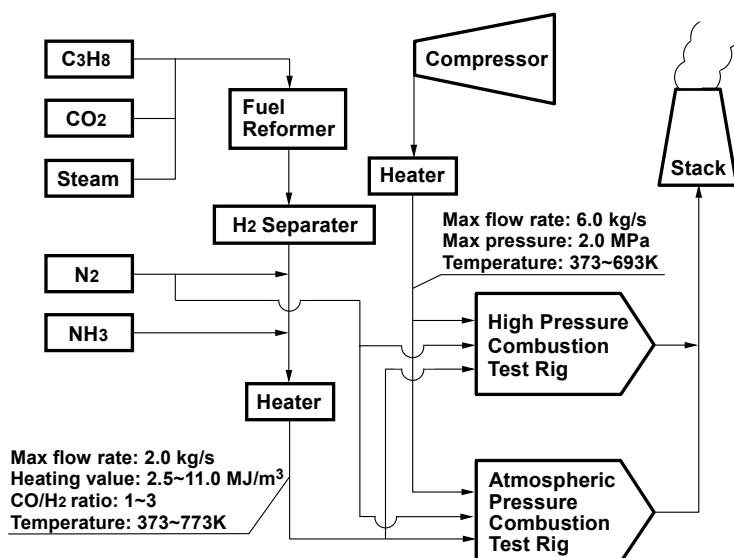 C3H8
CO2
Steam
Fuel
Reformer
H2 Separater
N2
NH3
Heater
Max flow rate: 2.0 kg/s
Heating value: 2.5~11.0 MJ/m3
CO/H2 ratio: 1~3
Temperature: 373~773K
Compressor
Heater
Max flow rate: 6.0 kg/s
Max pressure: 2.0 MPa
Temperature: 373~693K
High Pressure
Combustion
Test Rig
Atmospheric
Pressure
Combustion
Test Rig
Stack